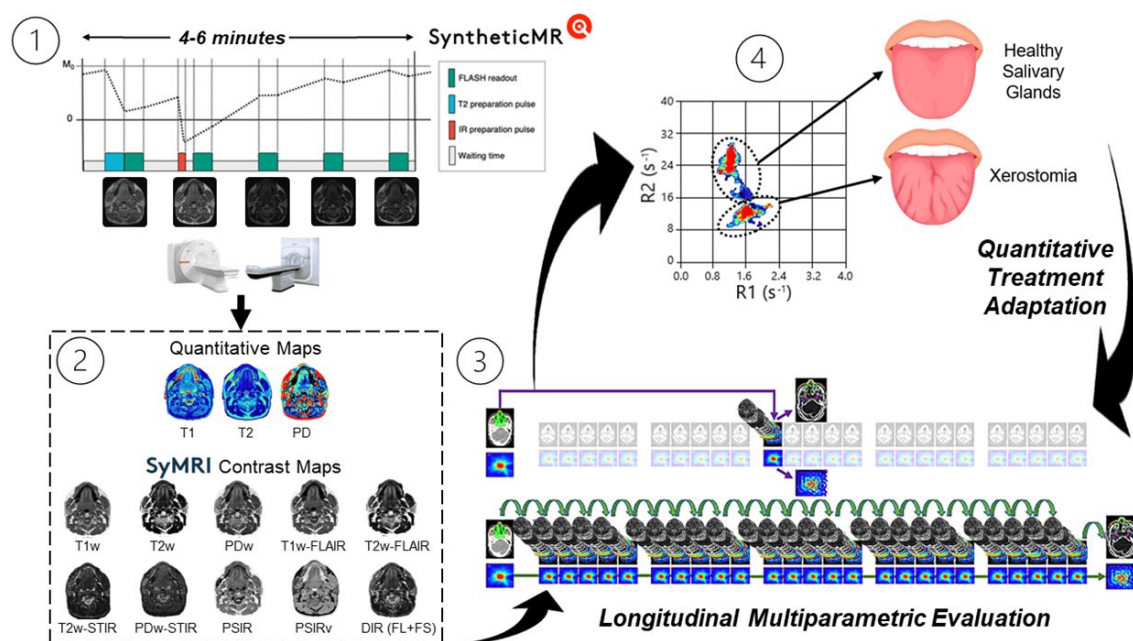 1
4-6 minutes
SyntheticMR
M0
0
FLASH readout
T2 preparation pulse
IR preparation pulse
Waiting time
2
Quantitative Maps
T1 T2 PD
SyMRI Contrast Maps
T1w T2w PDw T1w-FLAIR T2w-FLAIR
T2w-STIR PDw-STIR PSIR PSIRv DIR (FL+FS)
3
Longitudinal Multiparametric Evaluation
4
40
32
24
16
8
0
R2 (s⁻¹)
0.0 0.8 1.6 2.4 3.2 4.0
R1 (s⁻¹)
Healthy
Salivary
Glands
Xerostomia
Quantitative
Treatment
Adaptation